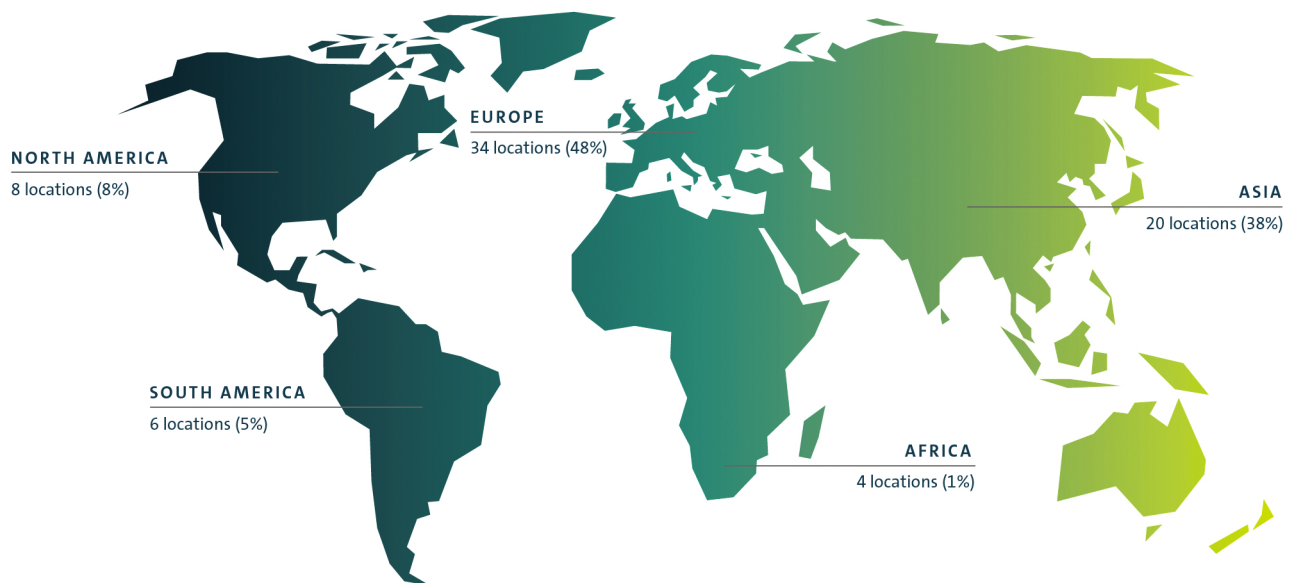 EUROPE
34 locations (48%)
NORTH AMERICA
8 locations (8%)
ASIA
20 locations (38%)
SOUTH AMERICA
6 locations (5%)
AFRICA
4 locations (1%)